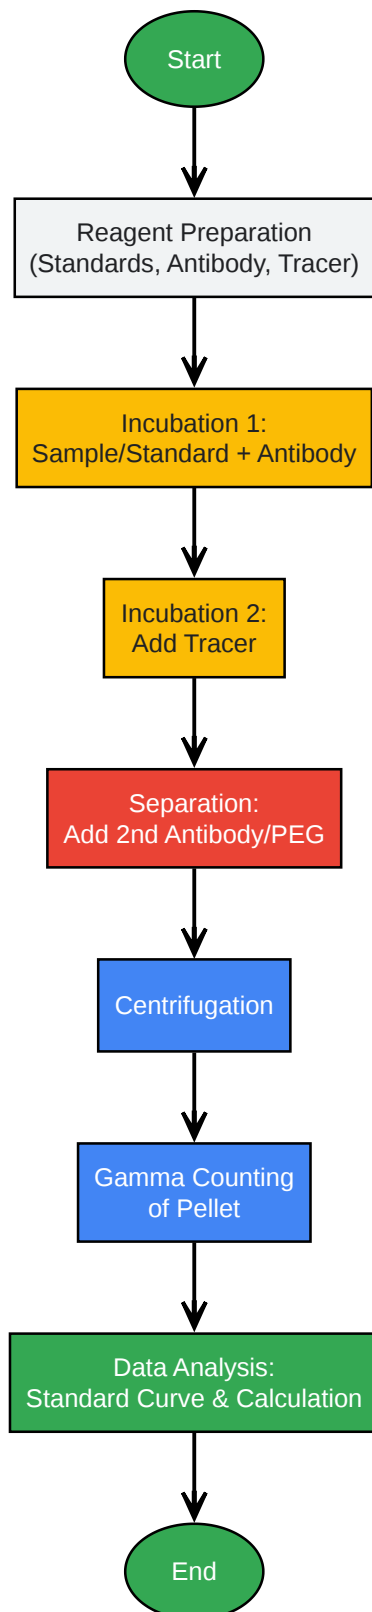 Start
Reagent Preparation
(Standards, Antibody, Tracer)
Incubation 1:
Sample/Standard + Antibody
Incubation 2:
Add Tracer
Separation:
Add 2nd Antibody/PEG
Centrifugation
Gamma Counting
of Pellet
Data Analysis:
Standard Curve & Calculation
End